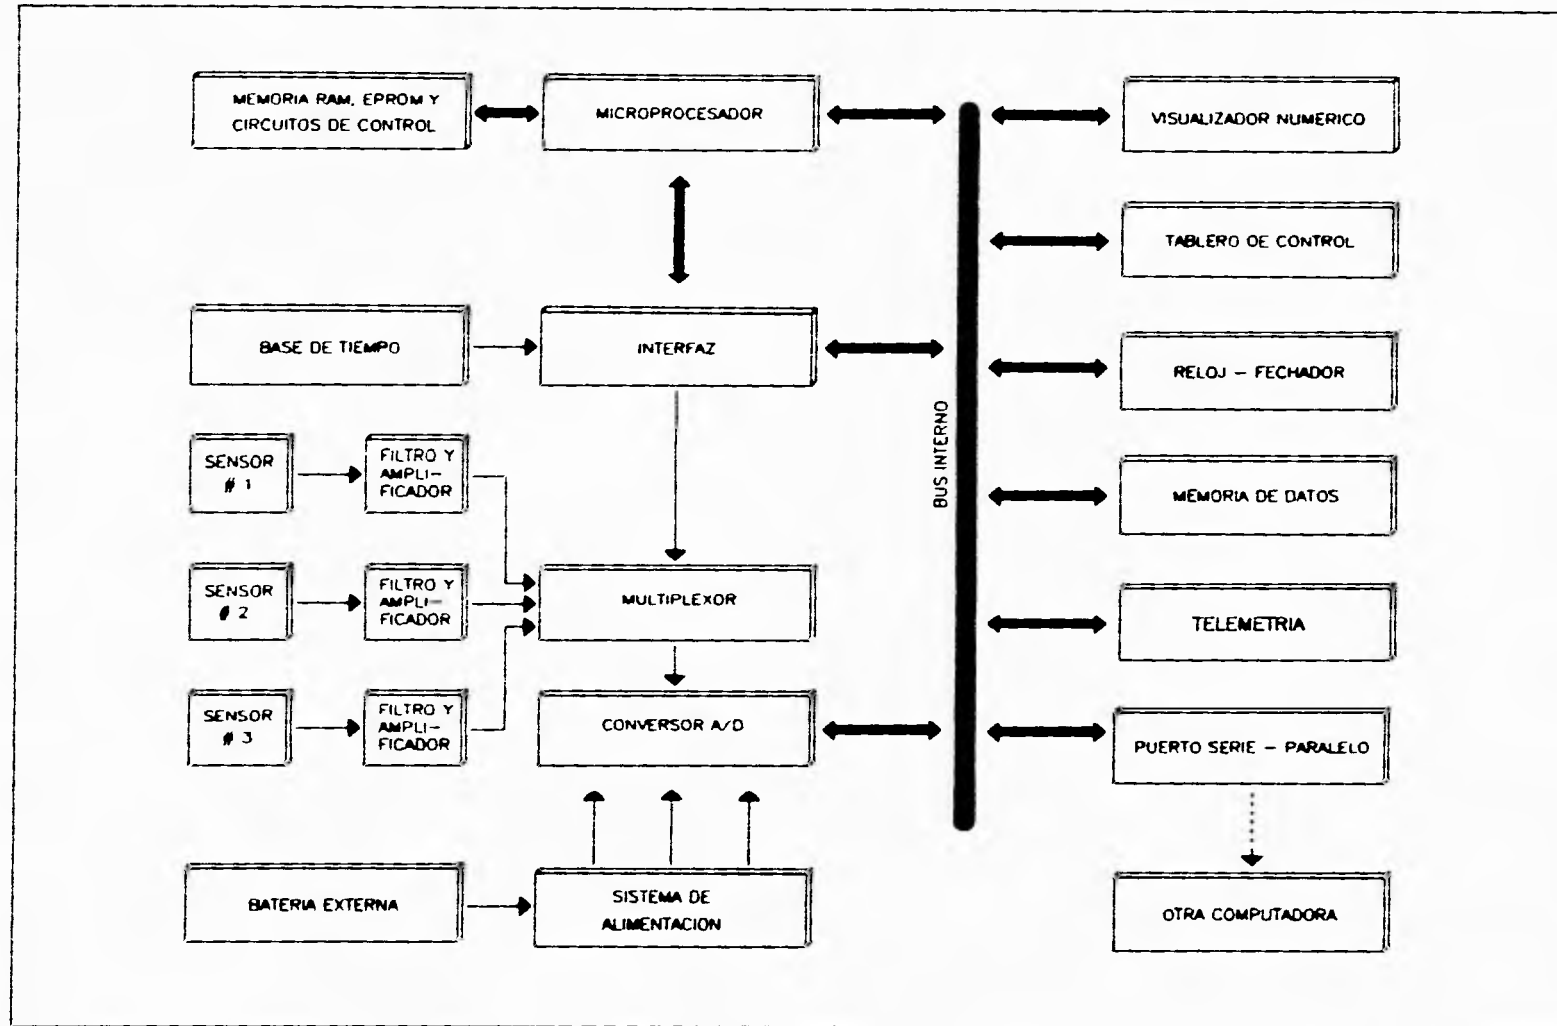 MEMORIA RAM, EPROM Y
CIRCUITOS DE CONTROL
MICROPROCESADOR
VISUALIZADOR NUMERICO
TABLERO DE CONTROL
BASE DE TIEMPO
INTERFAZ
RELOJ - FECHADOR
BUS INTERNO
SENSOR
# 1
FILTRO Y
AMPLI-
FICADOR
MEMORIA DE DATOS
SENSOR
# 2
FILTRO Y
AMPLI-
FICADOR
MULTIPLEXOR
TELEMETRIA
SENSOR
# 3
FILTRO Y
AMPLI-
FICADOR
CONVERSOR A/D
PUERTO SERIE - PARALELO
BATERIA EXTERNA
SISTEMA DE
ALIMENTACION
OTRA COMPUTADORA